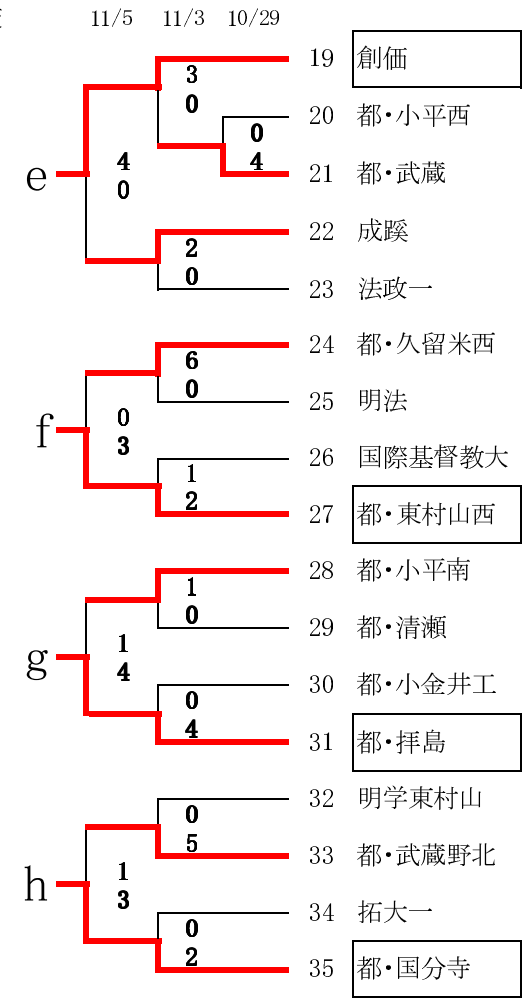 11/5 11/3 10/29
19 創価
3
0
20 都・小平西
0
4
21 都・武蔵
e
4
0
22 成蹊
2
0
23 法政一
24 都・久留米西
6
0
25 明法
f
0
3
26 国際基督教大
1
2
27 都・東村山西
28 都・小平南
1
0
29 都・清瀬
g
1
4
30 都・小金井工
0
4
31 都・拝島
32 明学東村山
0
5
33 都・武蔵野北
h
1
3
34 拓大一
0
2
35 都・国分寺